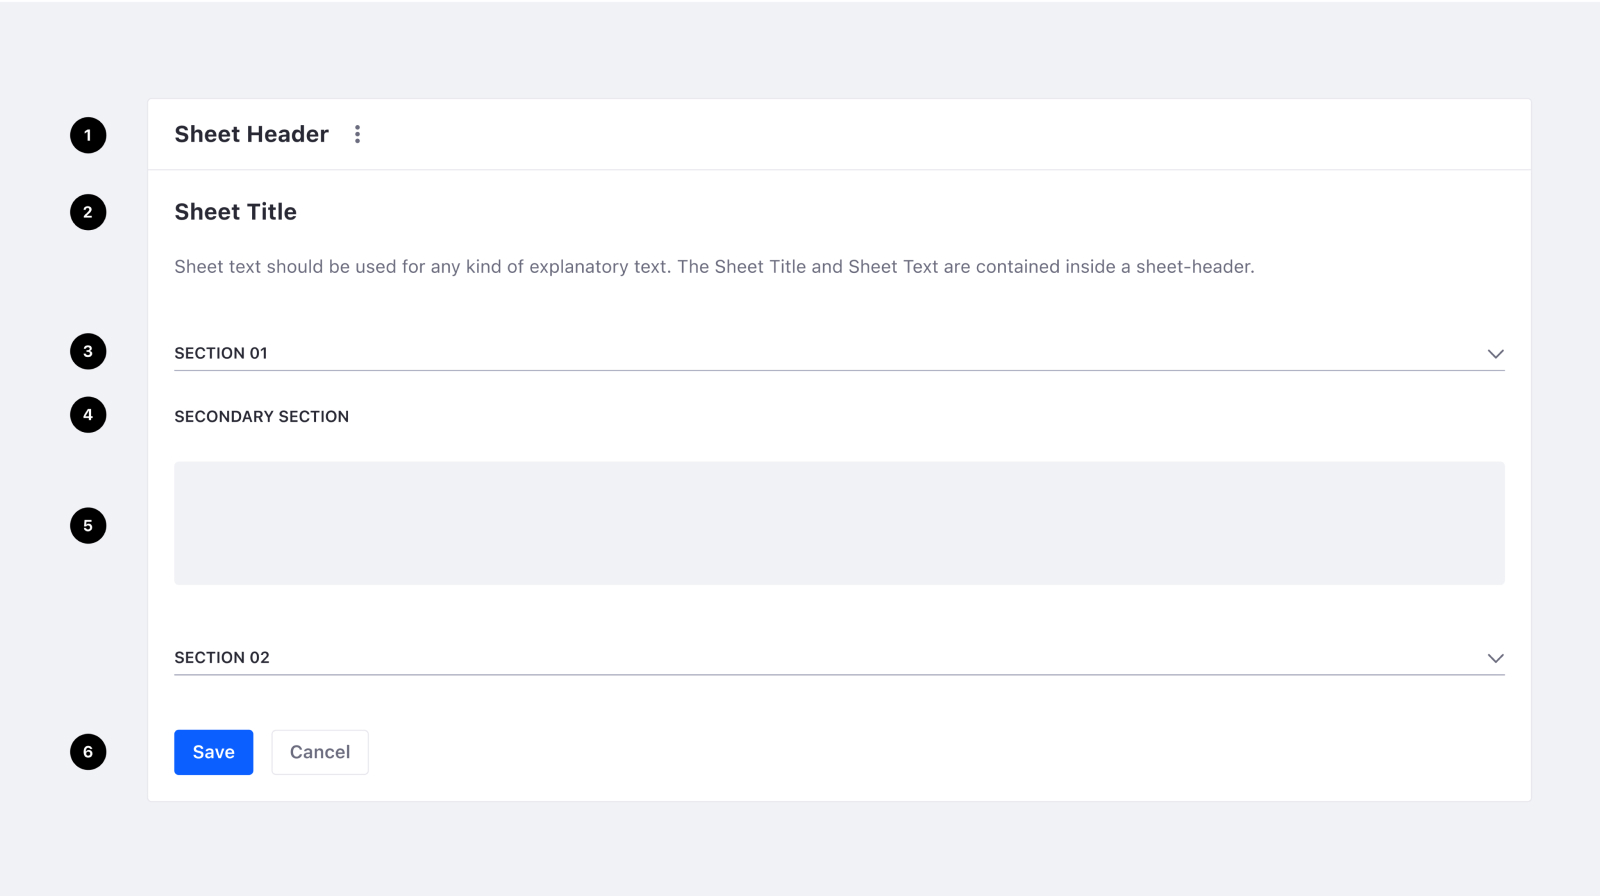 1
Sheet Header
2
Sheet Title
Sheet text should be used for any kind of explanatory text. The Sheet Title and Sheet Text are contained inside a sheet-header.
3
SECTION 01
4
SECONDARY SECTION
5
SECTION 02
6
Save
Cancel